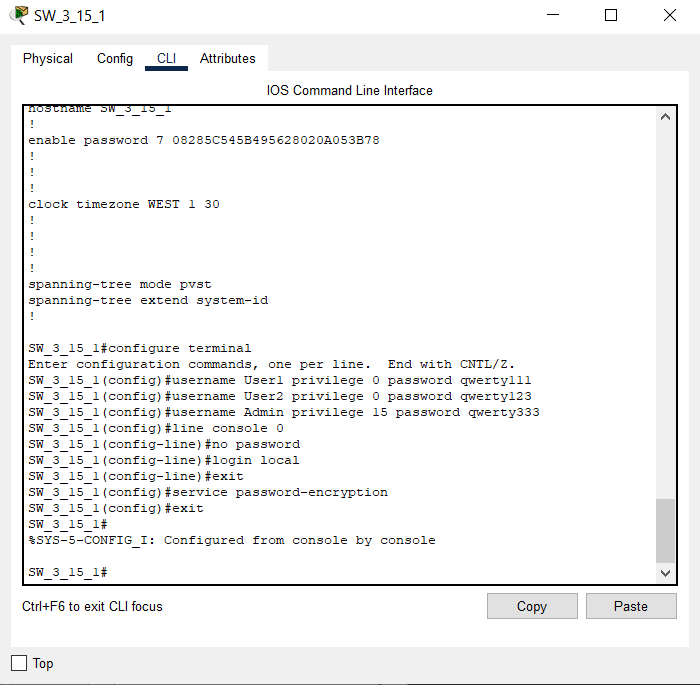 SW_3_15_1
Physical Config CLI Attributes
IOS Command Line Interface
hostname SW_3_15_1
!
enable password 7 08285C545B495628020A053B78
!
!
!
clock timezone WEST 1 30
!
!
!
!
spanning-tree mode pvst
spanning-tree extend system-id
!
SW_3_15_1#configure terminal
Enter configuration commands, one per line.  End with CNTL/Z.
SW_3_15_1(config)#username User1 privilege 0 password qwerty111
SW_3_15_1(config)#username User2 privilege 0 password qwerty123
SW_3_15_1(config)#username Admin privilege 15 password qwerty333
SW_3_15_1(config)#line console 0
SW_3_15_1(config-line)#no password
SW_3_15_1(config-line)#login local
SW_3_15_1(config-line)#exit
SW_3_15_1(config)#service password-encryption
SW_3_15_1(config)#exit
SW_3_15_1#
%SYS-5-CONFIG_I: Configured from console by console
SW_3_15_1#
Ctrl+F6 to exit CLI focus
Copy Paste
Top